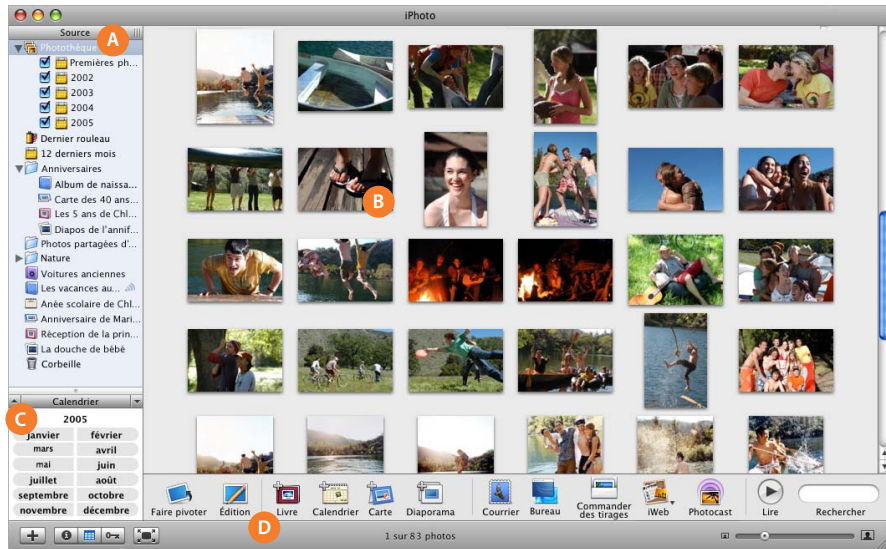 iPhoto
Source
A
Photothèque
Premières ph...
2002
2003
2004
2005
Dernier rouleau
12 derniers mois
Anniversaires
Album de naissa...
Carte des 40 ans...
Les 5 ans de Chl...
Diapos de l'annif...
Photos partagées d'...
Nature
Voitures anciennes
Les vacances au...
Anèe scolaire de Chl...
Anniversaire de Mari...
Réception de la prin...
La douche de bébé
Corbeille
B
Calendrier
C
2005
janvier février
mars avril
mai juin
juillet août
septembre octobre
novembre décembre
Faire pivoter Édition Livre Calendrier Carte Diaporama Courrier Bureau Commander des tirages iWeb Photocast Lire Rechercher
D
1 sur 83 photos